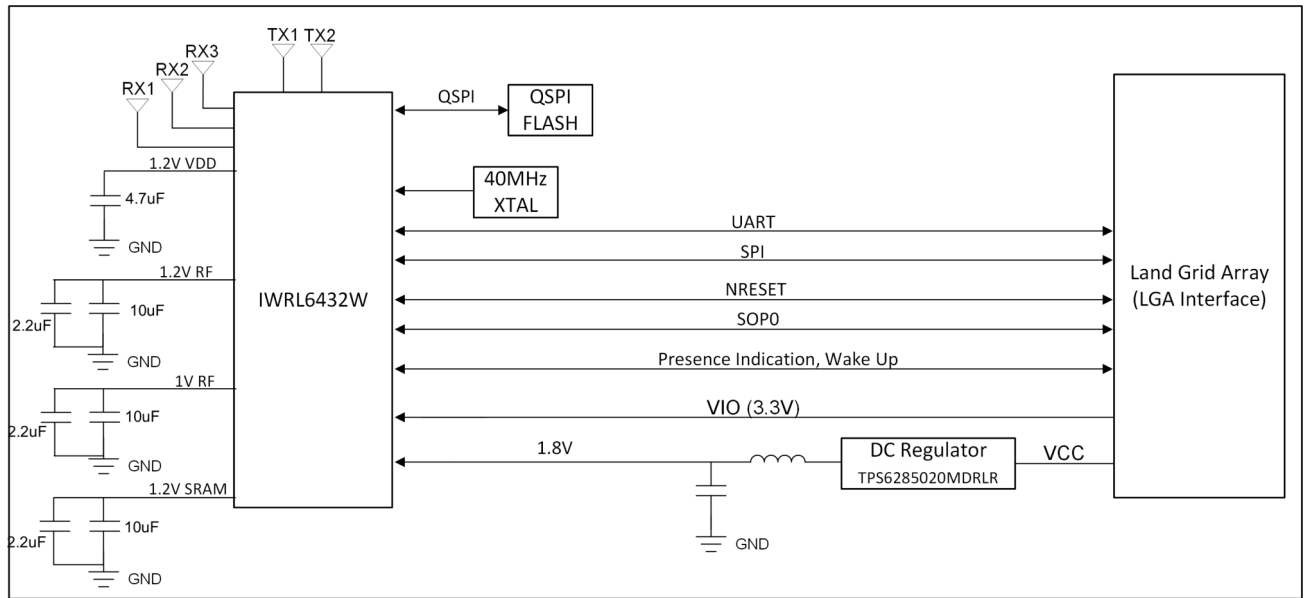 TX1 TX2
RX3
RX2
RX1
QSPI
QSPI
FLASH
1.2V VDD
40MHz
XTAL
4.7uF
GND
UART
SPI
1.2V RF
IWRL6432W
Land Grid Array
(LGA Interface)
NRESET
2.2uF
10uF
SOP0
GND
Presence Indication, Wake Up
1V RF
VIO (3.3V)
2.2uF
10uF
1.8V
DC Regulator
TPS6285020MDRLR
VCC
GND
1.2V SRAM
2.2uF
10uF
GND
GND